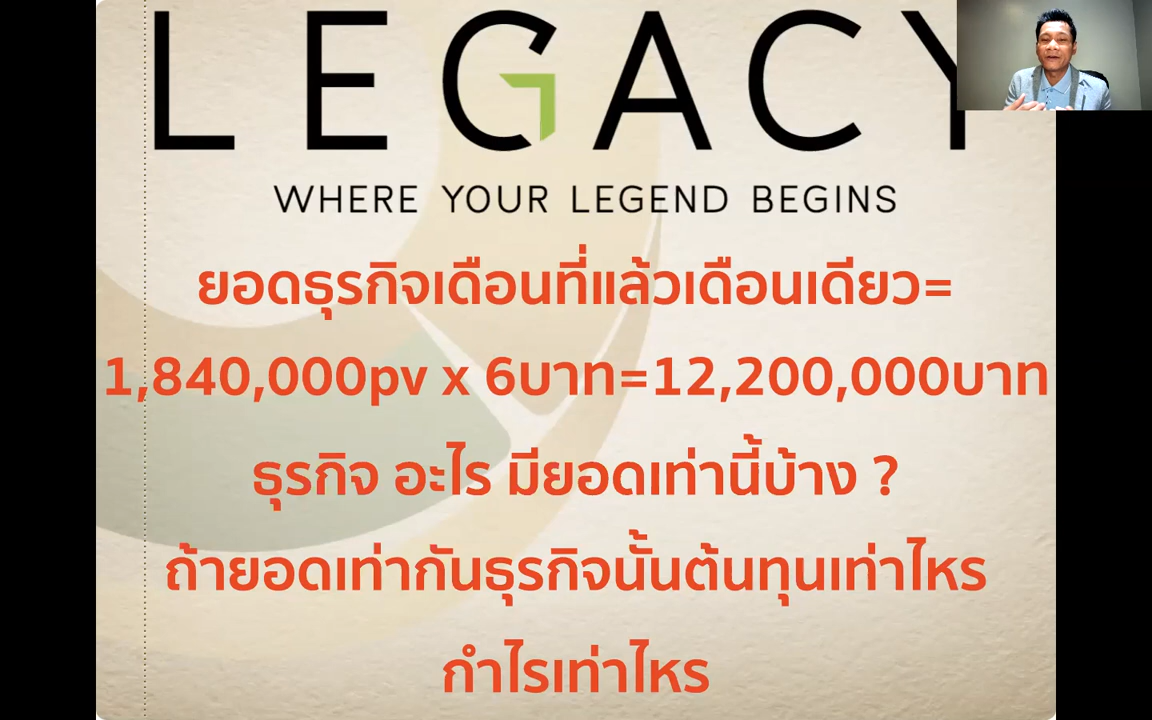 LEGACY
WHERE YOUR LEGEND BEGINS
ยอดธุรกิจเดือนที่แล้วเดือนเดียว=
1,840,000pv x 6บาท=12,200,000บาท
ธุรกิจ อะไร มียอดเท่านี้บ้าง ?
ถ้ายอดเท่ากันธุรกิจนั้นต้นทุนเท่าไหร
กำไรเท่าไหร